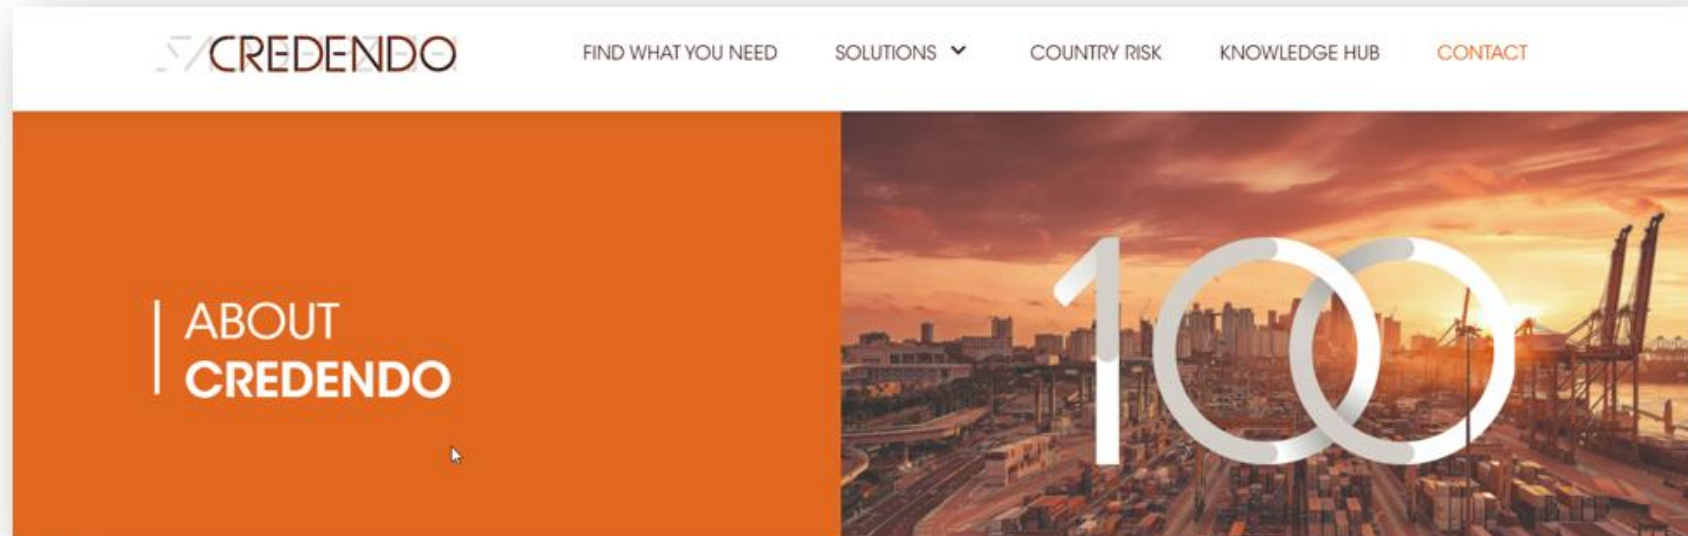 CREDENDO
FIND WHAT YOU NEED
SOLUTIONS
COUNTRY RISK
KNOWLEDGE HUB
CONTACT
ABOUT
CREDENDO
100